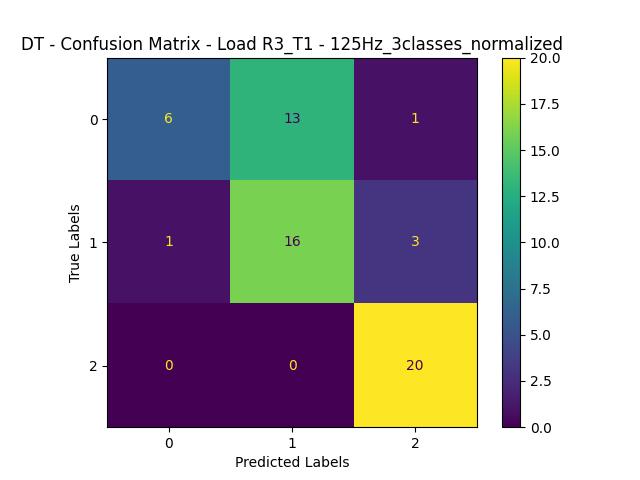 DT - Confusion Matrix - Load R3_T1 - 125Hz_3classes_normalized
20.0
17.5
15.0
12.5
10.0
7.5
5.0
2.5
0.0
True Labels
0
1
2
6 13 1
1 16 3
0 0 20
0 1 2
Predicted Labels